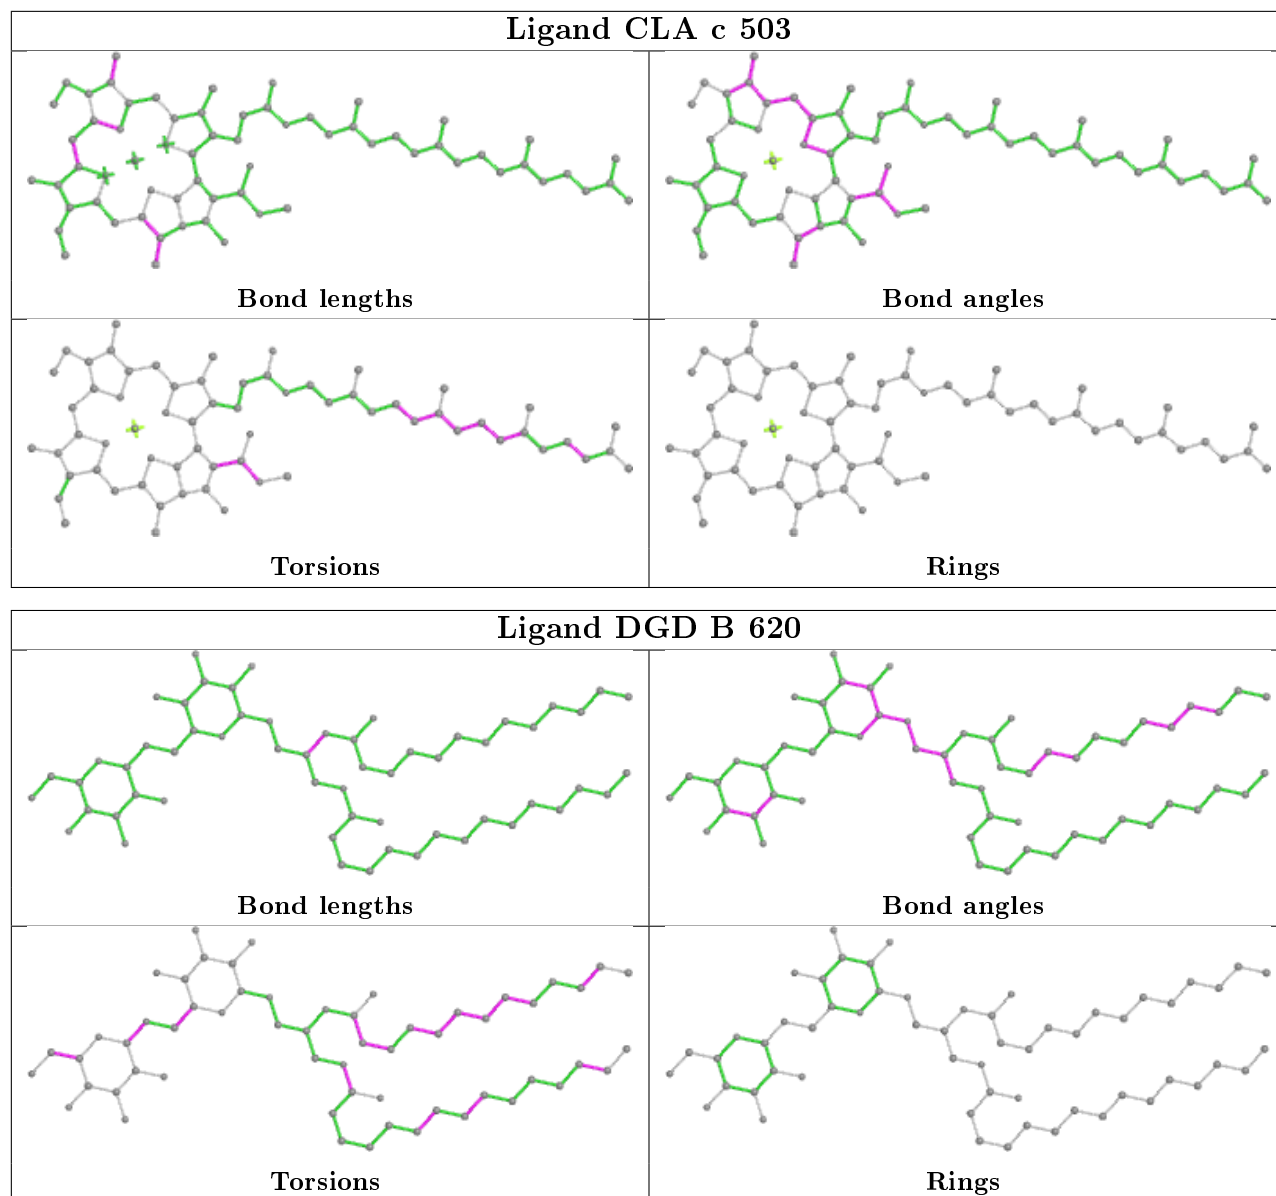 Ligand CLA c 503
Bond lengths
Bond angles
Torsions
Rings
Ligand DGD B 620
Bond lengths
Bond angles
Torsions
Rings